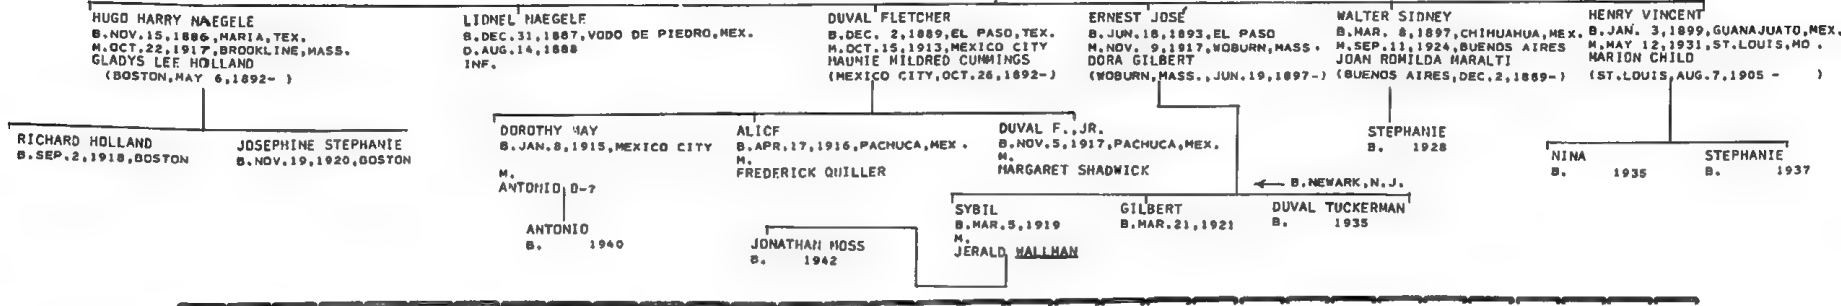 HUGO HARRY NAEGELE
B.NOV.15,1886,MARIA,TEX.
M.OCT.22,1917,BROOKLINE,MASS.
GLADYS LEE HOLLAND
(BOSTON,MAY 6,1892- )
LIONEL NAEGELE
B.DEC.31,1887,VODO DE PIEDRO,MEX.
D.AUG.14,1888
INF.
DUVAL FLETCHER
B.DEC. 2,1889,EL PASO,TEX.
M.OCT.15,1913,MEXICO CITY
MAUNIE MILDRED CUMMINGS
(MEXICO CITY,OCT.26,1892-)
ERNEST JOSÉ
B.JUN.18,1893,EL PASO
M.NOV. 9,1917,WOBURN,MASS.
DORA GILBERT
(WOBURN,MASS.,JUN.19,1897-)
WALTER SIDNEY
B.MAR. 8,1897,CHIHUAHUA,MEX.
M.SEP.11,1924,BUENOS AIRES
JOAN ROMILDA MARALTI
(BUENOS AIRES,DEC.2,1889-)
HENRY VINCENT
B.JAN. 3,1899,GUANAJUATO,MEX.
M.MAY 12,1931,ST.LOUIS,MO.
MARION CHILD
(ST.LOUIS,AUG.7,1905 - )
RICHARD HOLLAND
B.SEP.2,1918,BOSTON
JOSEPHINE STEPHANIE
B.NOV.19,1920,BOSTON
DOROTHY MAY
B.JAN.8,1915,MEXICO CITY
M.
ANTONIO D-?
ANTONIO
B. 1940
ALICE
B.APR.17,1916,PACHUCA,MEX.
M.
FREDERICK QUILLER
DUVAL F.,JR.
B.NOV.5,1917,PACHUCA,MEX.
M.
MARGARET SHADWICK
B.NEWARK,N.J.
SYBIL
B.MAR.5,1919
M.
JERALD WALLMAN
GILBERT
B.MAR.21,1921
DUVAL TUCKERMAN
B. 1935
JONATHAN MOSS
B. 1942
STEPHANIE
B. 1928
NINA
B. 1935
STEPHANIE
B. 1937